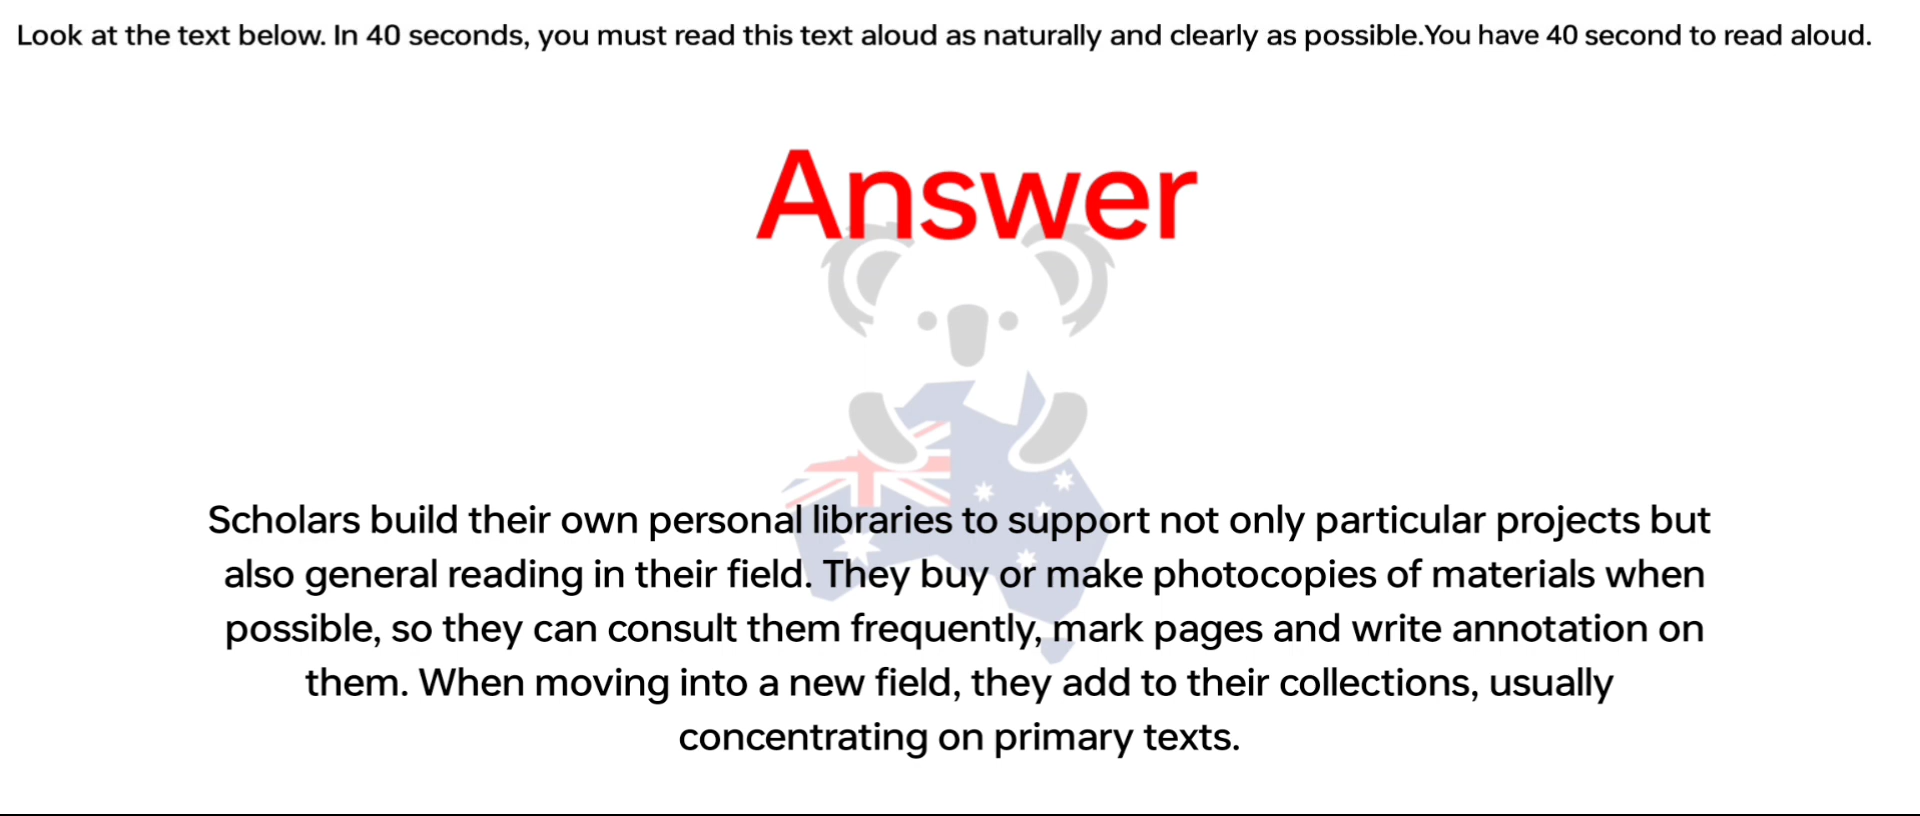 Look at the text below. In 40 seconds, you must read this text aloud as naturally and clearly as possible.You have 40 second to read aloud.
Answer
Scholars build their own personal libraries to support not only particular projects but
also general reading in their field. They buy or make photocopies of materials when
possible, so they can consult them frequently, mark pages and write annotation on
them. When moving into a new field, they add to their collections, usually
concentrating on primary texts.